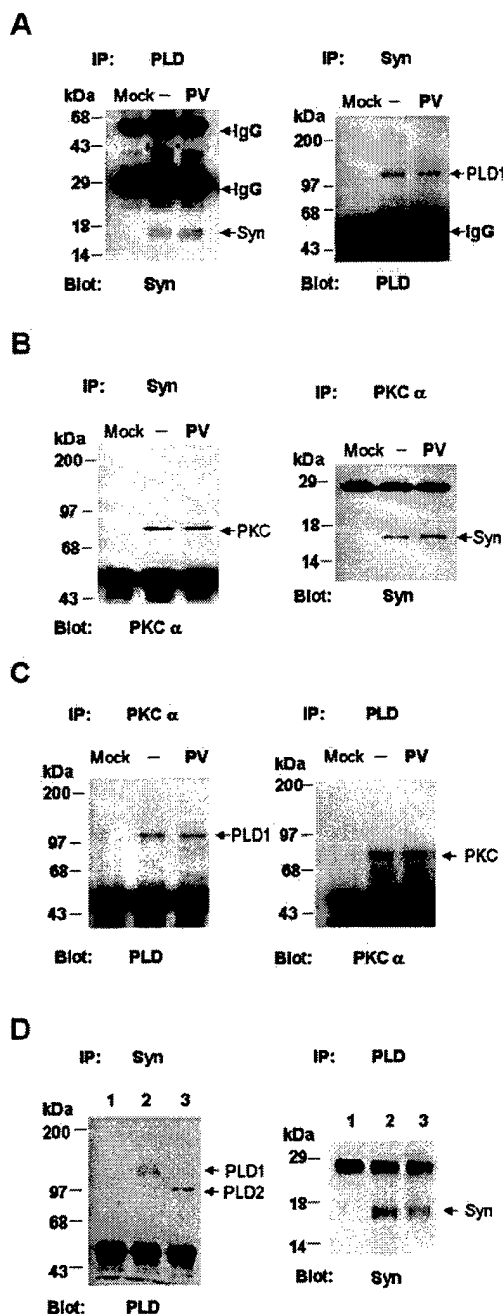 A
IP: PLD
kDa Mock – PV
68
43
29
18
14
IgG
IgG
Syn
Blot: Syn
IP: Syn
kDa Mock – PV
200
97
68
43
PLD1
IgG
Blot: PLD
B
IP: Syn
kDa Mock – PV
200
97
68
43
PKC
Blot: PKC α
IP: PKC α
kDa Mock – PV
29
18
14
Syn
Blot: Syn
C
IP: PKC α
kDa Mock – PV
200
97
68
43
PLD1
Blot: PLD
IP: PLD
kDa Mock – PV
200
97
68
43
PKC
Blot: PKC α
D
IP: Syn
kDa 1 2 3
200
97
68
43
PLD1
PLD2
Blot: PLD
IP: PLD
kDa 1 2 3
29
18
14
Syn
Blot: Syn